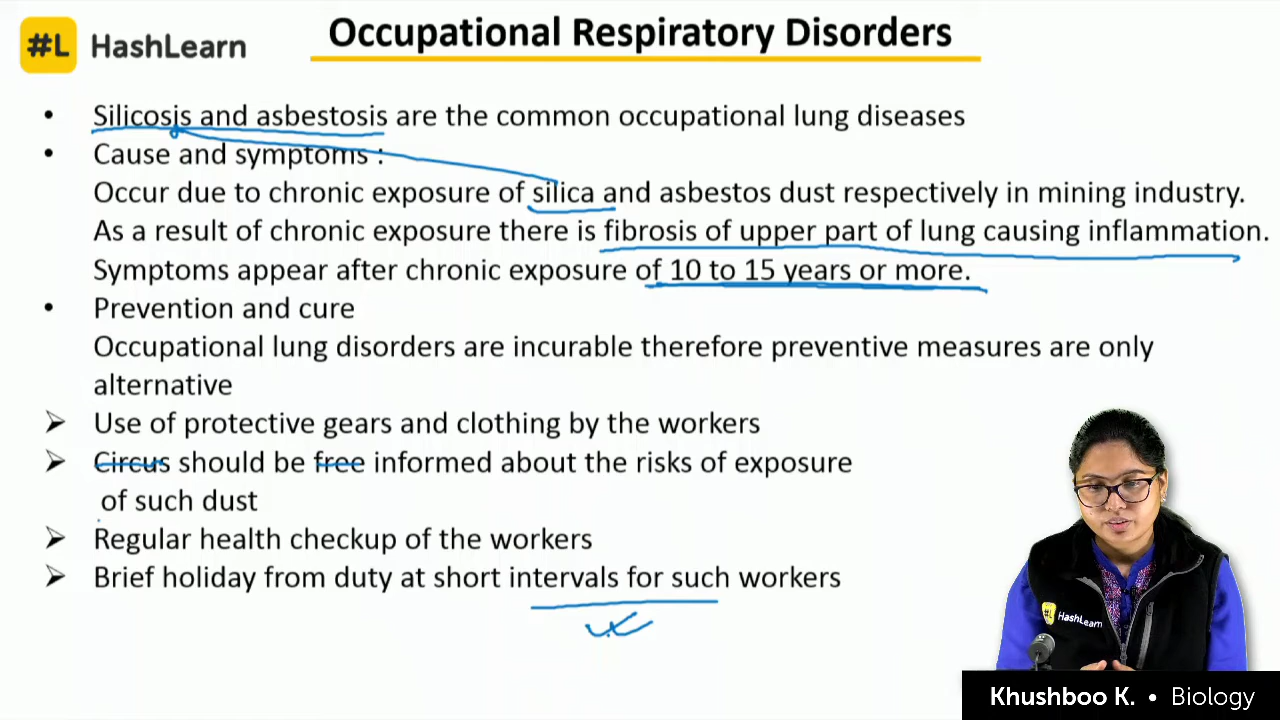 #L HashLearn
Occupational Respiratory Disorders
• Silicosis and asbestosis are the common occupational lung diseases
• Cause and symptoms :
Occur due to chronic exposure of silica and asbestos dust respectively in mining industry.
As a result of chronic exposure there is fibrosis of upper part of lung causing inflammation.
Symptoms appear after chronic exposure of 10 to 15 years or more.
• Prevention and cure
Occupational lung disorders are incurable therefore preventive measures are only
alternative
➢ Use of protective gears and clothing by the workers
➢ Circus should be free informed about the risks of exposure
of such dust
➢ Regular health checkup of the workers
➢ Brief holiday from duty at short intervals for such workers
#L HashLearn
Khushboo K. • Biology